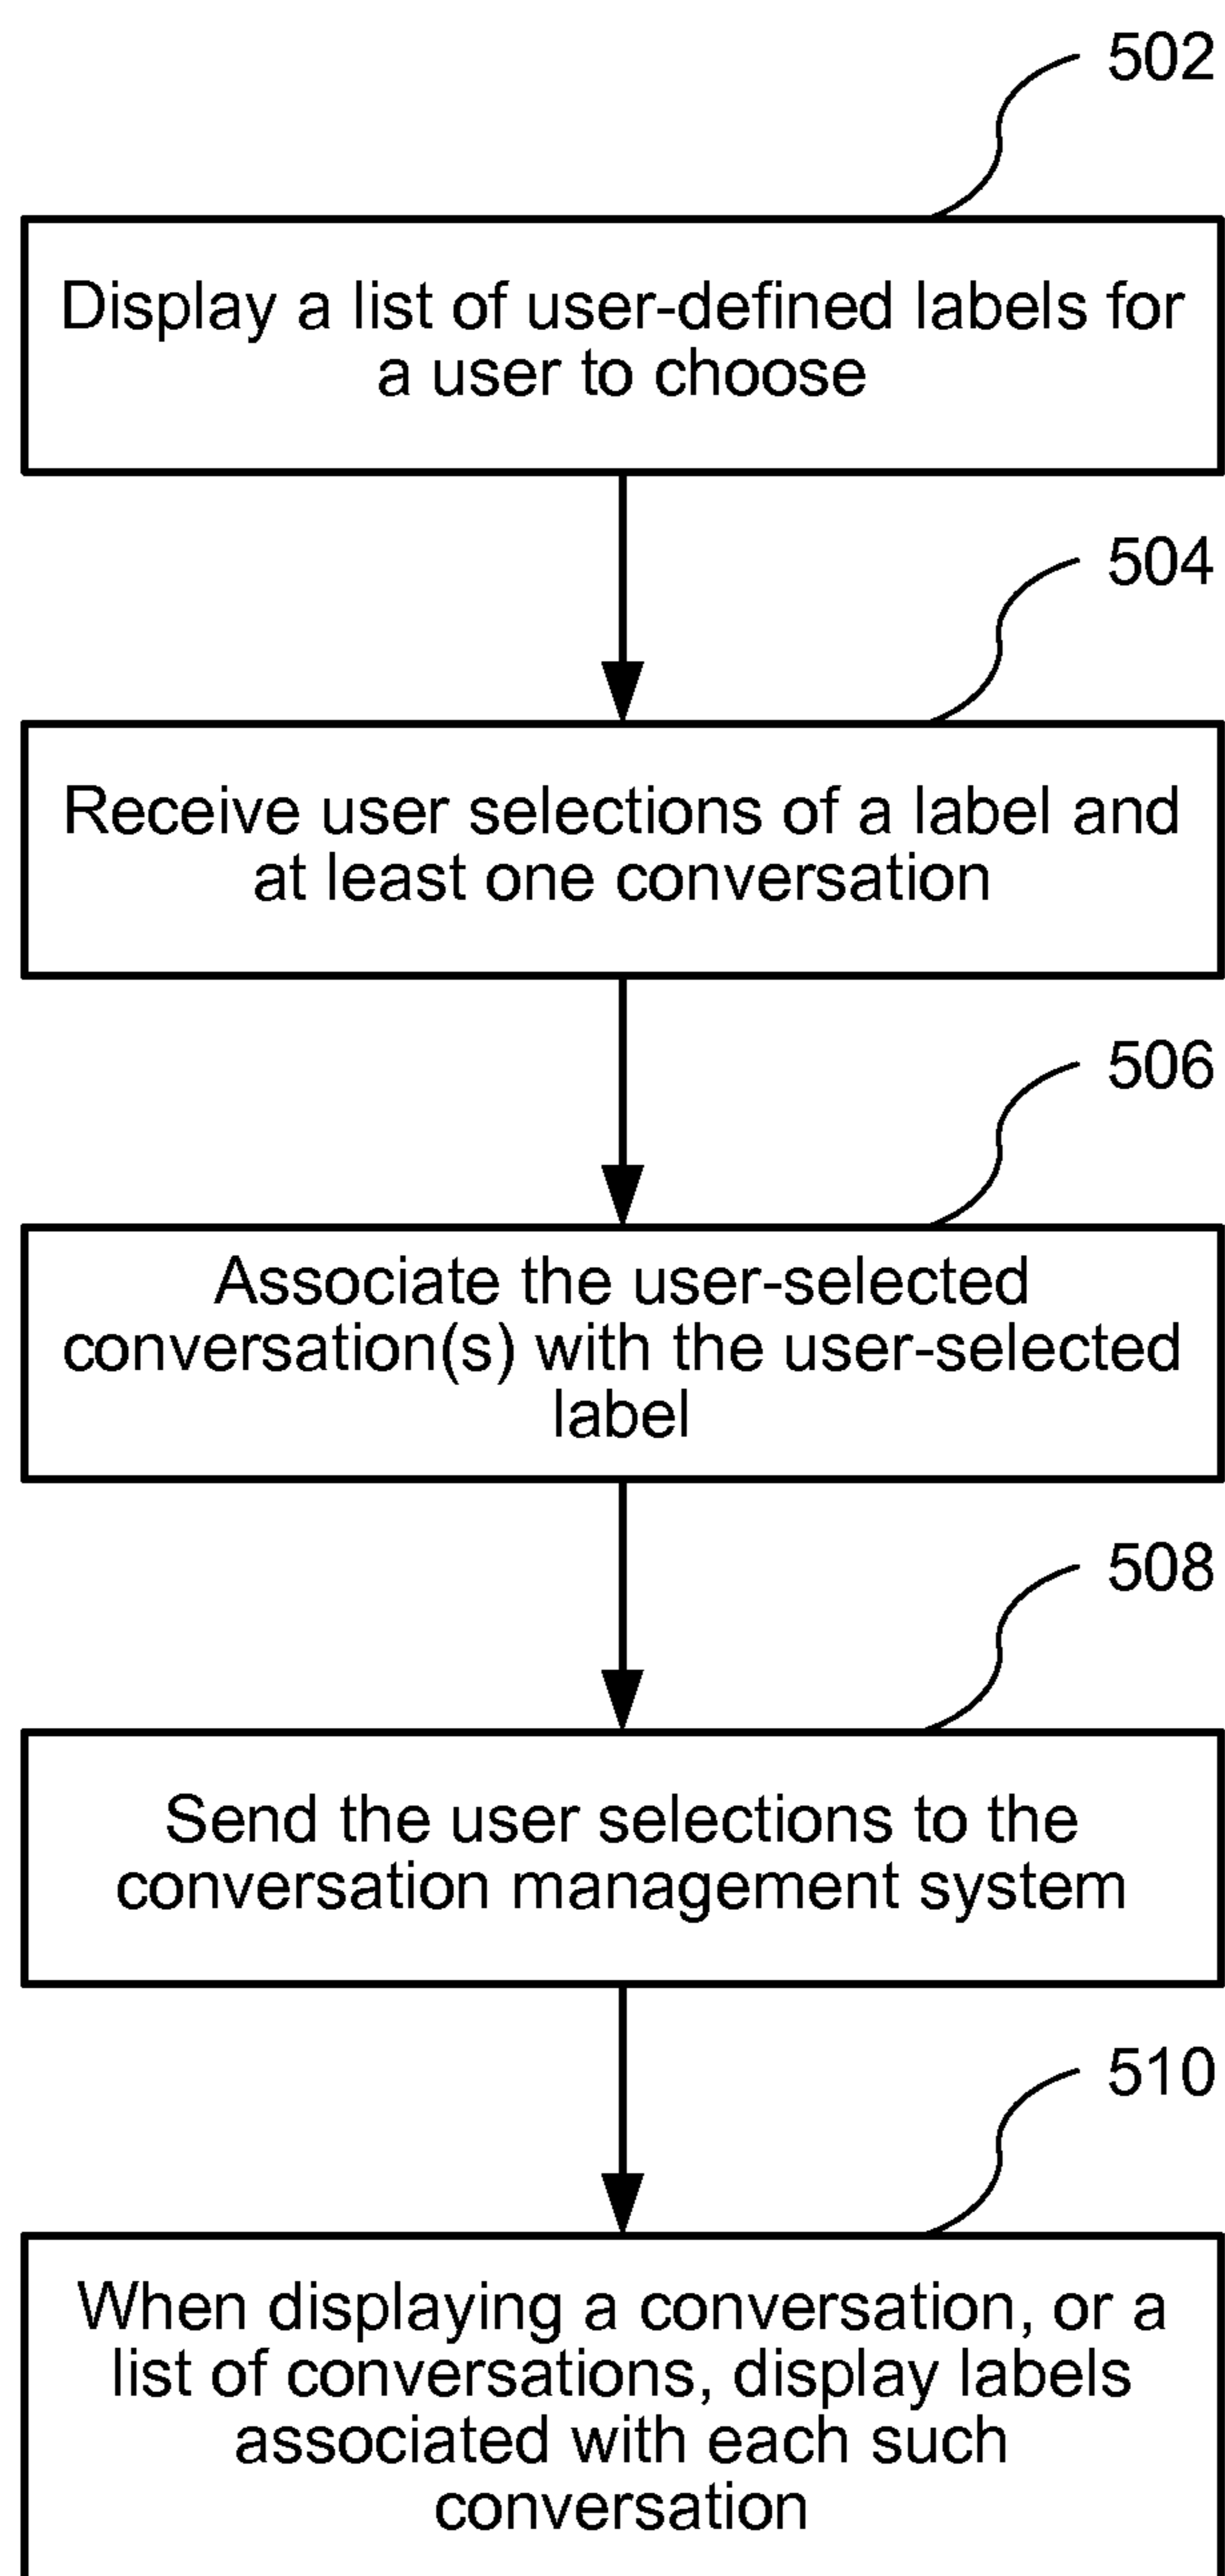 502
Display a list of user-defined labels for
a user to choose
504
Receive user selections of a label and
at least one conversation
506
Associate the user-selected
conversation(s) with the user-selected
label
508
Send the user selections to the
conversation management system
510
When displaying a conversation, or a
list of conversations, display labels
associated with each such
conversation